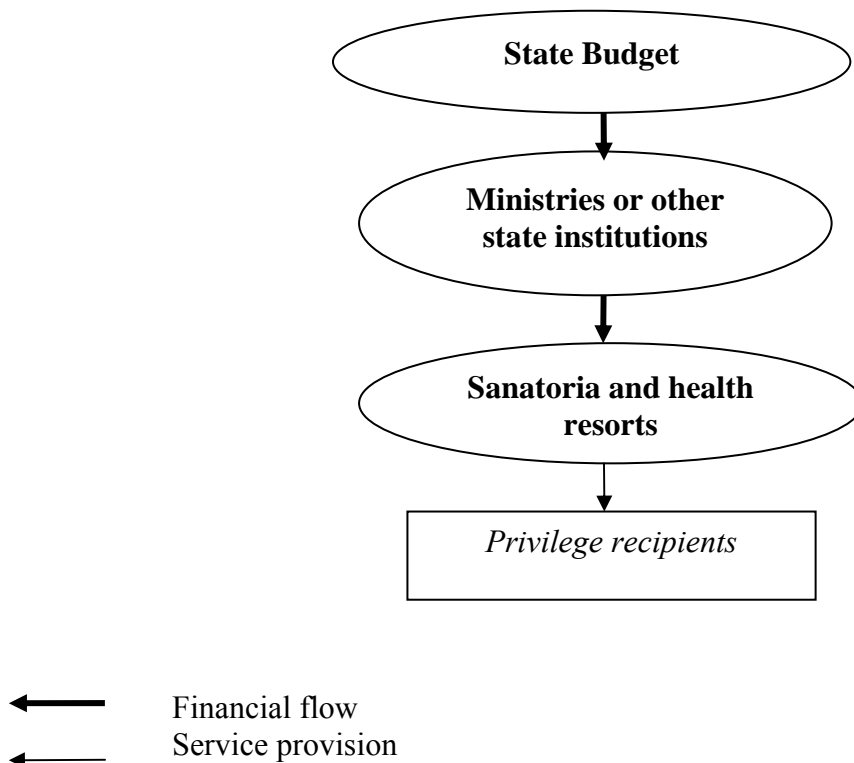 State Budget
Ministries or other
state institutions
Sanatoria and health
resorts
Privilege recipients
Financial flow
Service provision